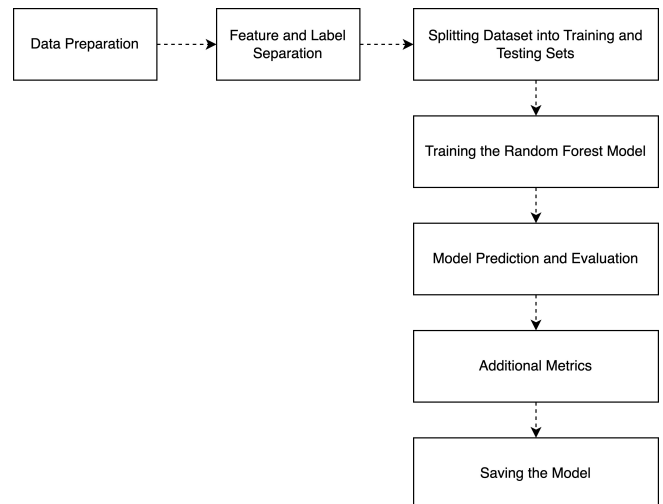 Data Preparation
Feature and Label
Separation
Splitting Dataset into Training and
Testing Sets
Training the Random Forest Model
Model Prediction and Evaluation
Additional Metrics
Saving the Model